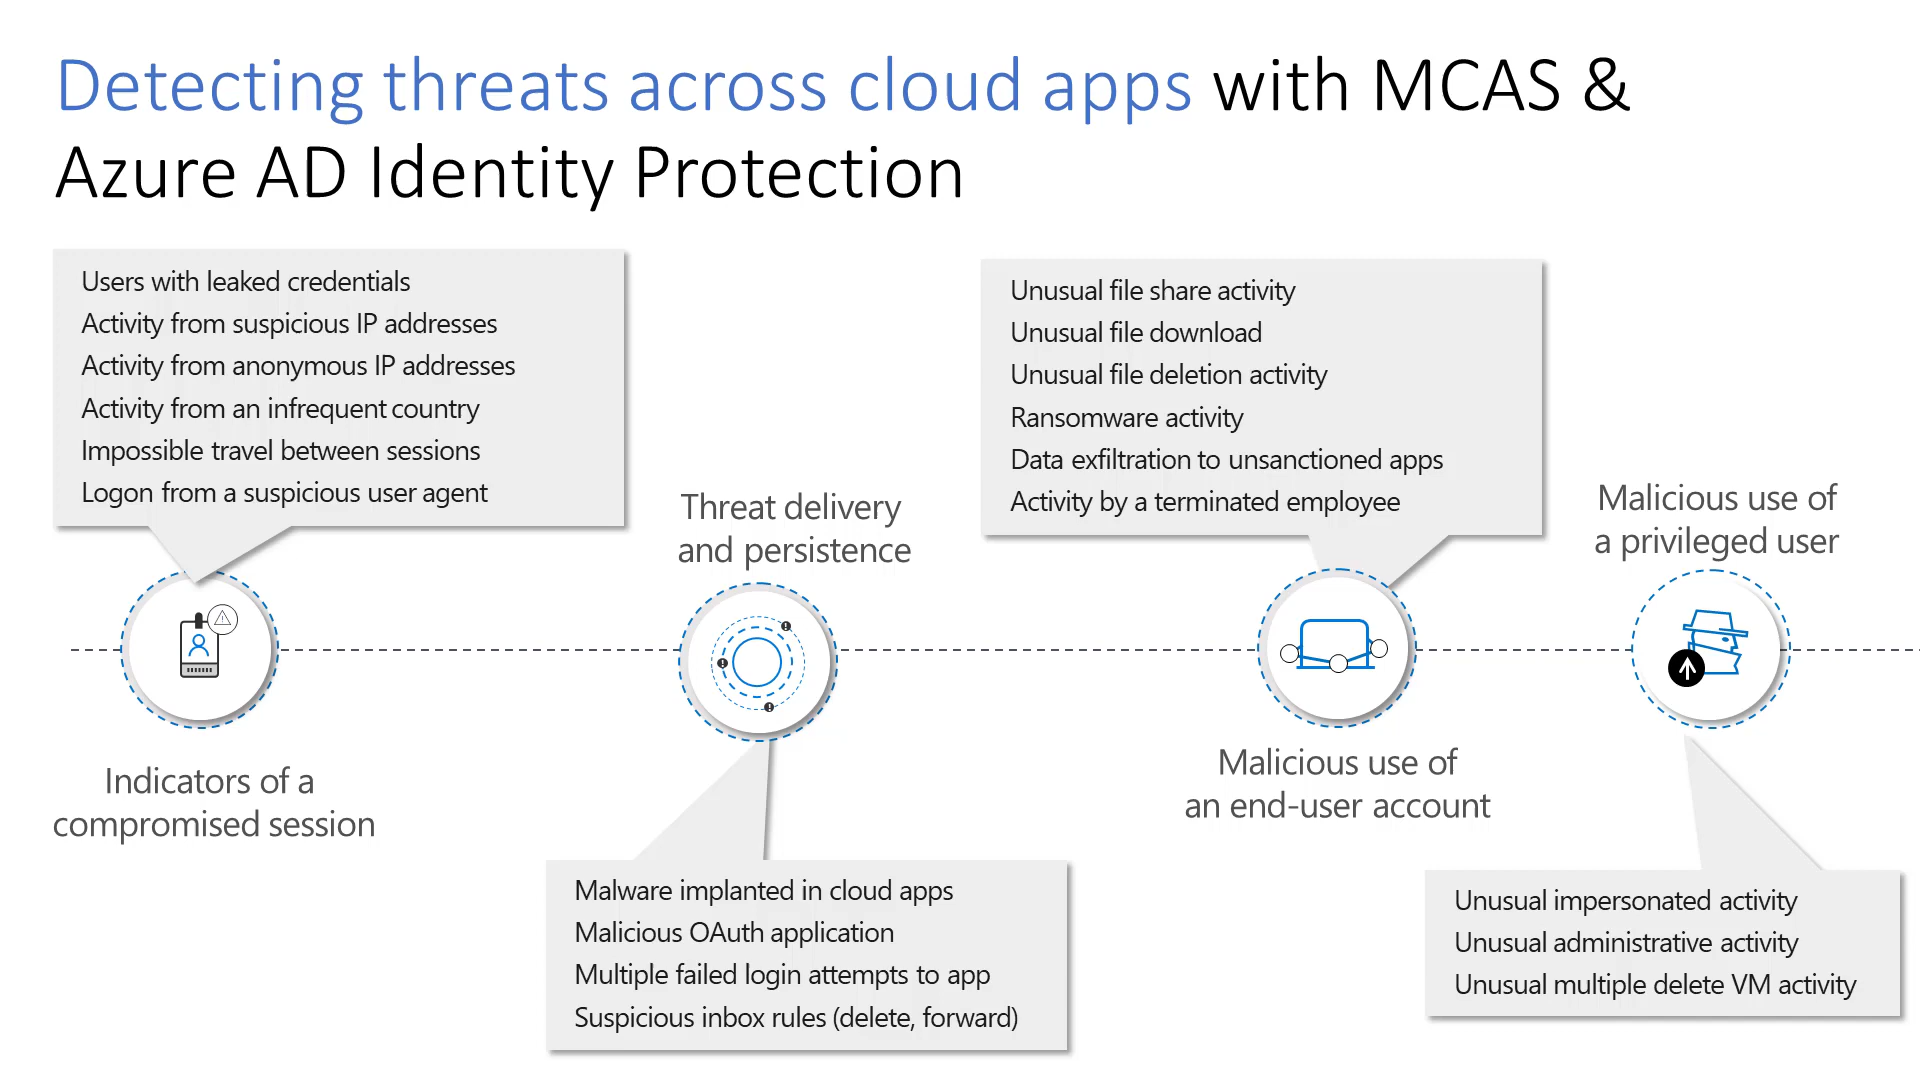 Detecting threats across cloud apps with MCAS &
Azure AD Identity Protection
Users with leaked credentials
Activity from suspicious IP addresses
Activity from anonymous IP addresses
Activity from an infrequent country
Impossible travel between sessions
Logon from a suspicious user agent
Indicators of a
compromised session
Threat delivery
and persistence
Malware implanted in cloud apps
Malicious OAuth application
Multiple failed login attempts to app
Suspicious inbox rules (delete, forward)
Unusual file share activity
Unusual file download
Unusual file deletion activity
Ransomware activity
Data exfiltration to unsanctioned apps
Activity by a terminated employee
Malicious use of
an end-user account
Malicious use of
a privileged user
Unusual impersonated activity
Unusual administrative activity
Unusual multiple delete VM activity